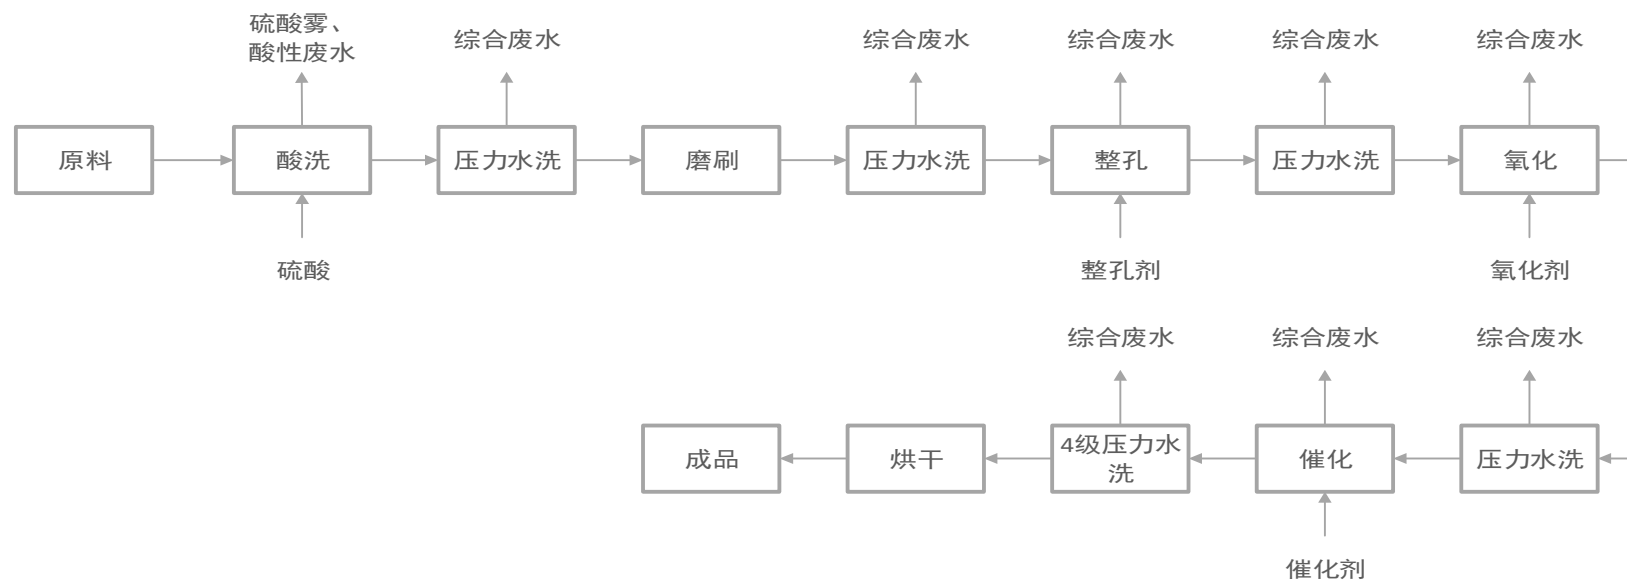 硫酸雾、
酸性废水
综合废水
综合废水
综合废水
综合废水
综合废水
原料
酸洗
压力水洗
磨刷
压力水洗
整孔
压力水洗
氧化
硫酸
整孔剂
氧化剂
综合废水
综合废水
综合废水
成品
烘干
4级压力水
洗
催化
压力水洗
催化剂